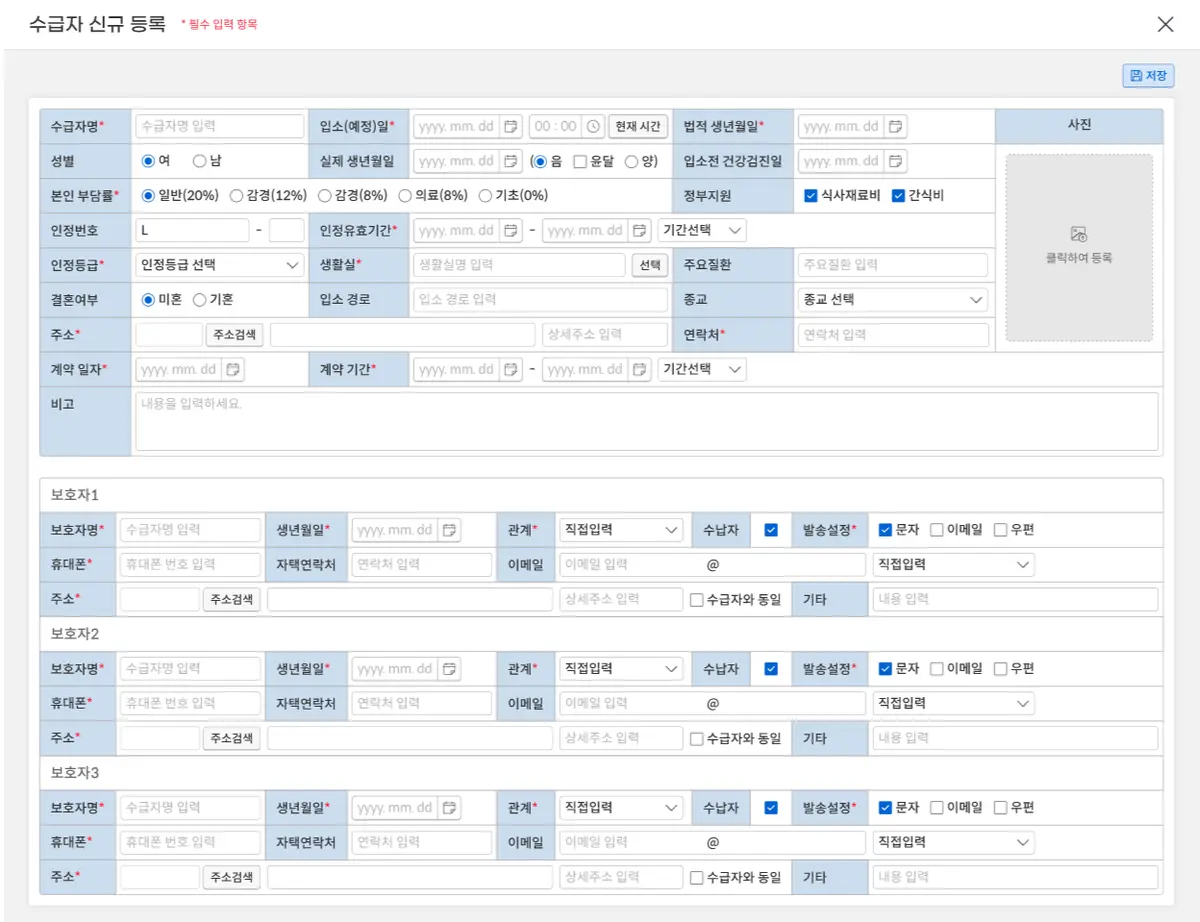 수급자 신규 등록 * 필수 입력 항목
저장
수급자명* 수급자명 입력 입소(예정)일* yyyy. mm. dd 00 : 00 현재 시간 법적 생년월일* yyyy. mm. dd 사진
성별 여 남 실제 생년월일 yyyy. mm. dd (음 윤달 양) 입소전 건강검진일 yyyy. mm. dd
본인 부담률* 일반(20%) 감경(12%) 감경(8%) 의료(8%) 기초(0%) 정부지원 식사재료비 간식비
인정번호 L - 인정유효기간* yyyy. mm. dd - yyyy. mm. dd 기간선택
클릭하여 등록
인정등급* 인정등급 선택 생활실* 생활실명 입력 선택 주요질환 주요질환 입력
결혼여부 미혼 기혼 입소 경로 입소 경로 입력 종교 종교 선택
주소* 주소검색 상세주소 입력 연락처* 연락처 입력
계약 일자* yyyy. mm. dd 계약 기간* yyyy. mm. dd - yyyy. mm. dd 기간선택
비고 내용을 입력하세요.
보호자1
보호자명* 수급자명 입력 생년월일* yyyy. mm. dd 관계* 직접입력 수납자 발송설정* 문자 이메일 우편
휴대폰* 휴대폰 번호 입력 자택연락처 연락처 입력 이메일 이메일 입력 @ 직접입력
주소* 주소검색 상세주소 입력 수급자와 동일 기타 내용 입력
보호자2
보호자명* 수급자명 입력 생년월일* yyyy. mm. dd 관계* 직접입력 수납자 발송설정* 문자 이메일 우편
휴대폰* 휴대폰 번호 입력 자택연락처 연락처 입력 이메일 이메일 입력 @ 직접입력
주소* 주소검색 상세주소 입력 수급자와 동일 기타 내용 입력
보호자3
보호자명* 수급자명 입력 생년월일* yyyy. mm. dd 관계* 직접입력 수납자 발송설정* 문자 이메일 우편
휴대폰* 휴대폰 번호 입력 자택연락처 연락처 입력 이메일 이메일 입력 @ 직접입력
주소* 주소검색 상세주소 입력 수급자와 동일 기타 내용 입력